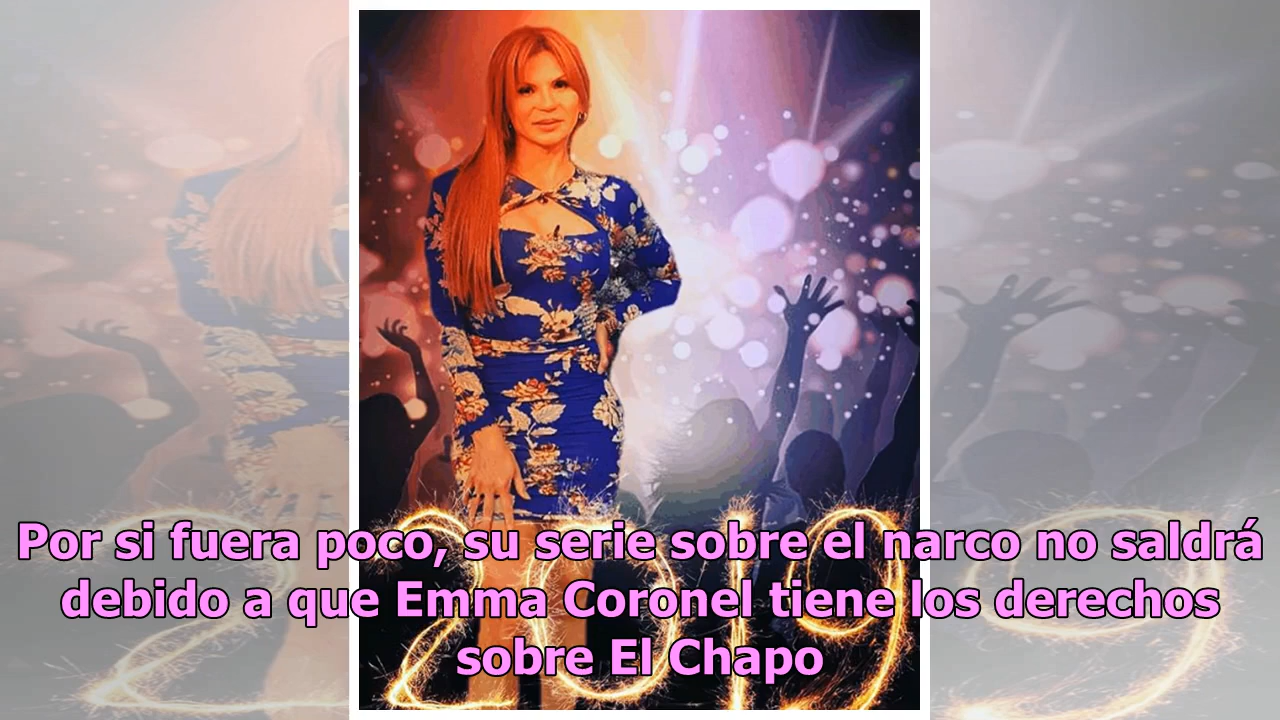 Por si fuera poco, su serie sobre el narco no saldrá
debido a que Emma Coronel tiene los derechos
sobre El Chapo
2019